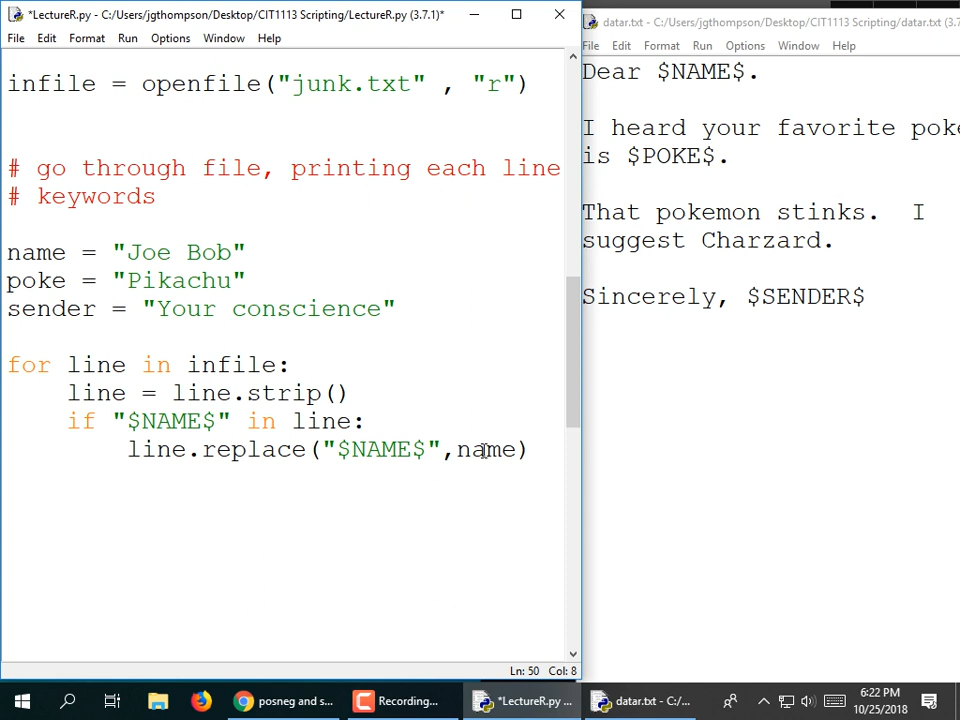 *LectureR.py - C:/Users/jgthompson/Desktop/CIT1113 Scripting/LectureR.py (3.7.1)*
File Edit Format Run Options Window Help
infile = openfile("junk.txt" , "r")
# go through file, printing each line
# keywords
name = "Joe Bob"
poke = "Pikachu"
sender = "Your conscience"
for line in infile:
    line = line.strip()
    if "$NAME$" in line:
        line.replace("$NAME$",name)
Ln: 50 Col: 8
datar.txt - C:/Users/jgthompson/Desktop/CIT1113 Scripting/datar.txt (3.7
File Edit Format Run Options Window Help
Dear $NAME$.
I heard your favorite poke
is $POKE$.
That pokemon stinks.  I
suggest Charzard.
Sincerely, $SENDER$
posneg and s...
Recording...
*LectureR.py ...
datar.txt - C:/...
6:22 PM
10/25/2018